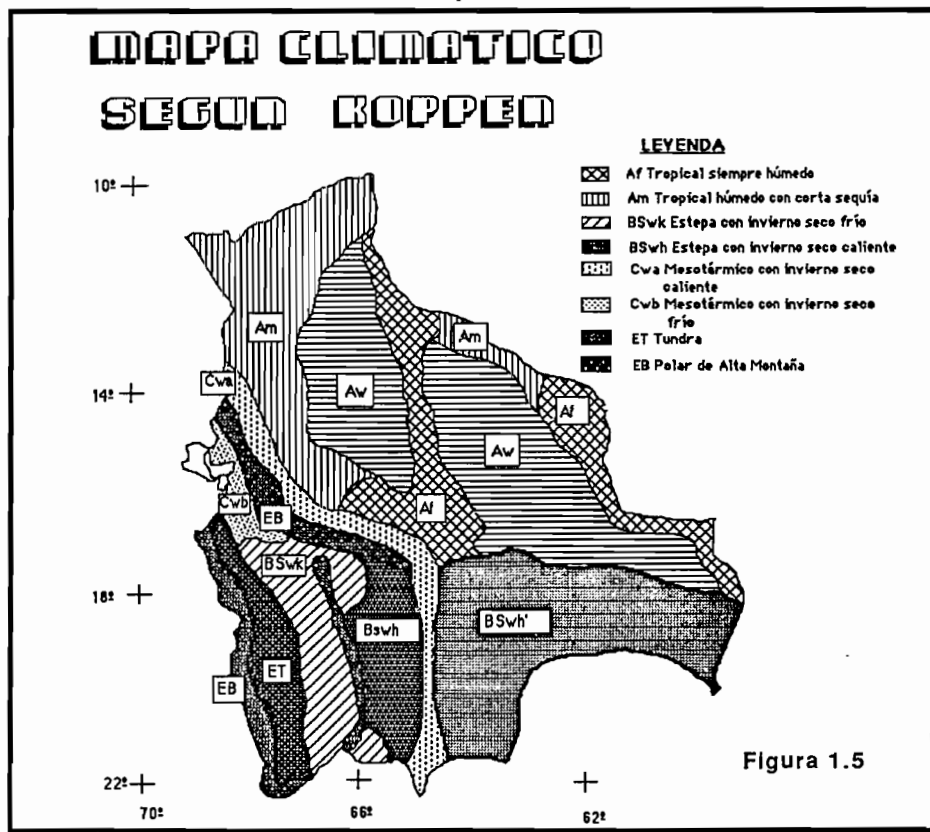 MAPA CLIMATICO
SEGUN KOPPEN
LEYENDA
Af Tropical siempre húmedo
Am Tropical húmedo con corta sequía
BSwk Estepa con invierno seco frío
BSwh Estepa con invierno seco caliente
Cwa Mesotérmico con invierno seco
caliente
Cwb Mesotérmico con invierno seco
frío
ET Tundra
EB Polar de Alta Montaña
10º
14º
18º
22º
70º
66º
62º
Am
Am
Cwa
Aw
Af
Aw
Cwb
EB
Af
BSwk
Bswh
BSwh'
ET
EB
Figura 1.5